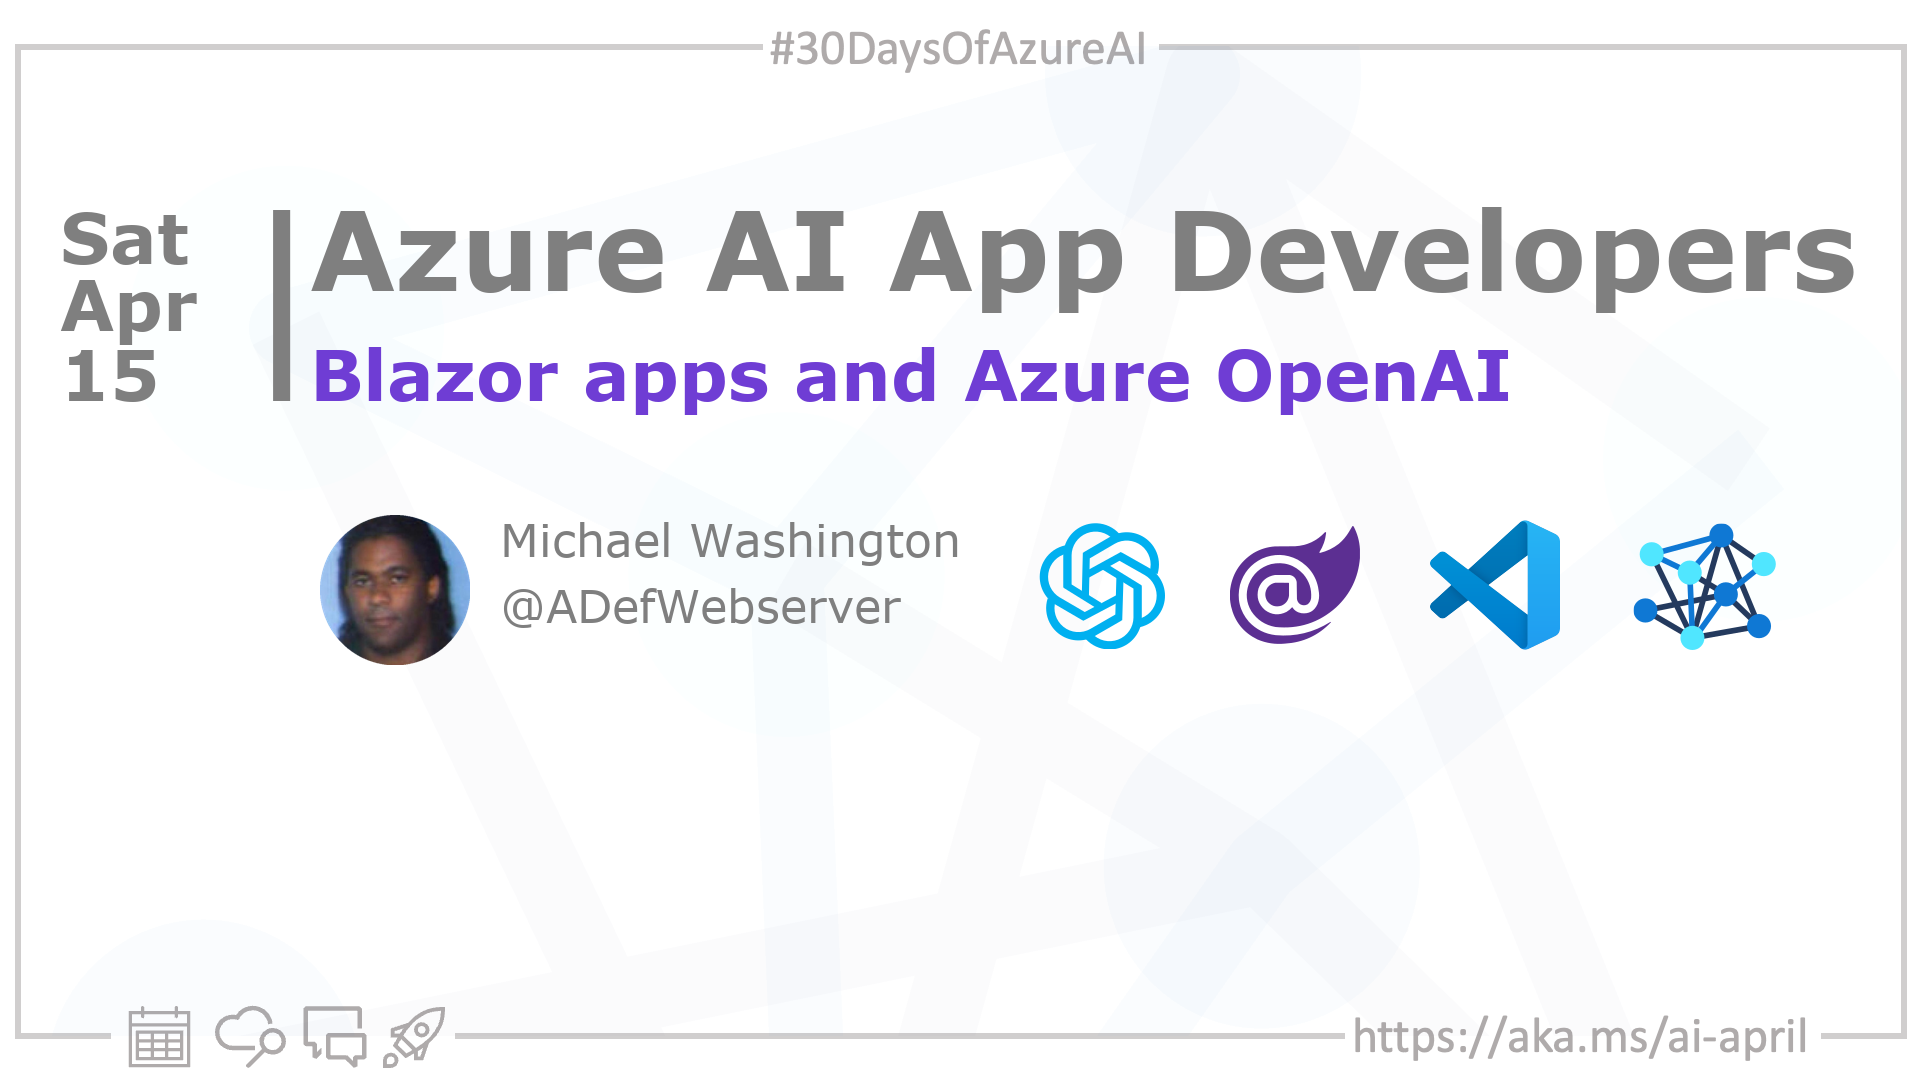 #30DaysOfAzureAI
Sat
Apr
15
Azure AI App Developers
Blazor apps and Azure OpenAI
Michael Washington
@ADefWebserver
@
https://aka.ms/ai-april